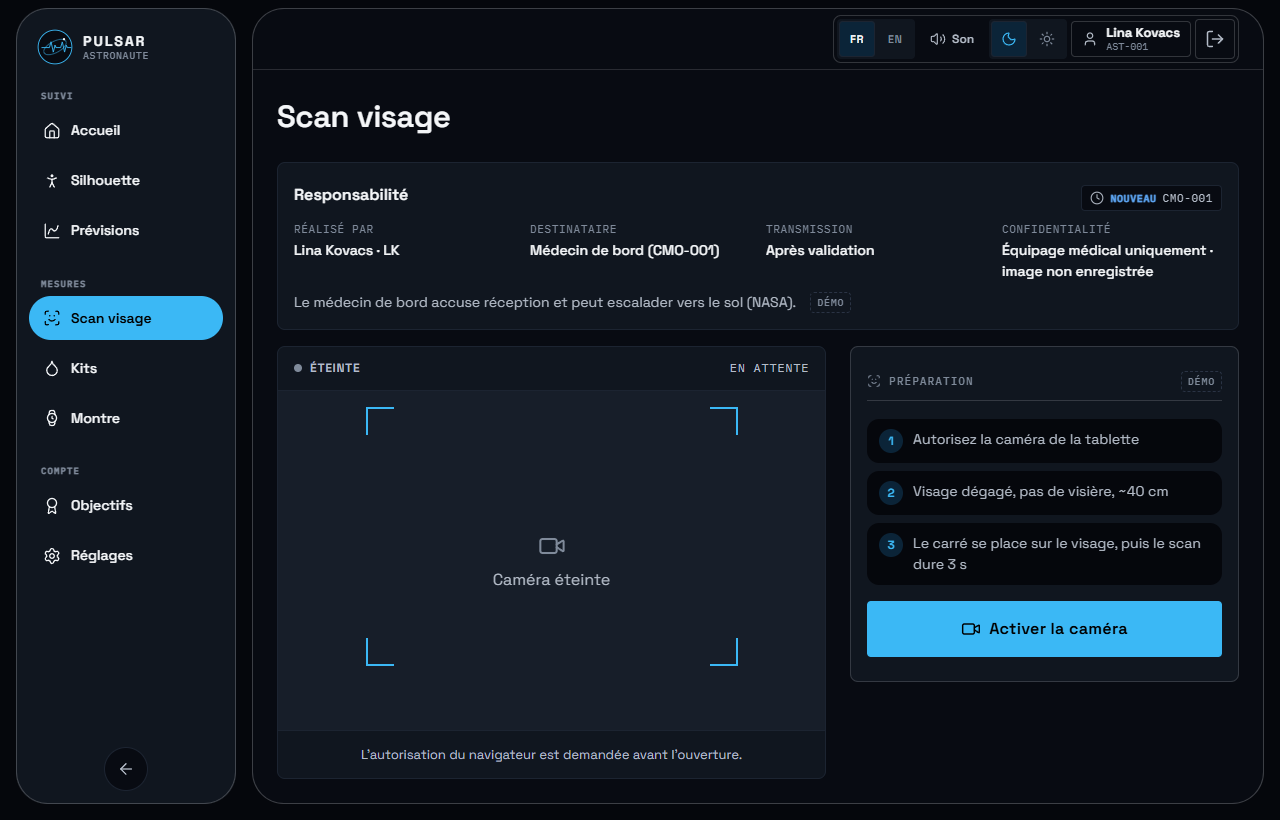 PULSAR
ASTRONAUTE
SUIVI
Accueil
Silhouette
Prévisions
MESURES
Scan visage
Kits
Montre
COMPTE
Objectifs
Réglages
FR EN Son Lina Kovacs
AST-001
Scan visage
Responsabilité
NOUVEAU CMO-001
RÉALISÉ PAR
Lina Kovacs · LK
DESTINATAIRE
Médecin de bord (CMO-001)
TRANSMISSION
Après validation
CONFIDENTIALITÉ
Équipage médical uniquement ·
image non enregistrée
Le médecin de bord accuse réception et peut escalader vers le sol (NASA). DÉMO
ÉTEINTE EN ATTENTE
Caméra éteinte
L'autorisation du navigateur est demandée avant l'ouverture.
PRÉPARATION DÉMO
1 Autorisez la caméra de la tablette
2 Visage dégagé, pas de visière, ~40 cm
3 Le carré se place sur le visage, puis le scan
dure 3 s
Activer la caméra